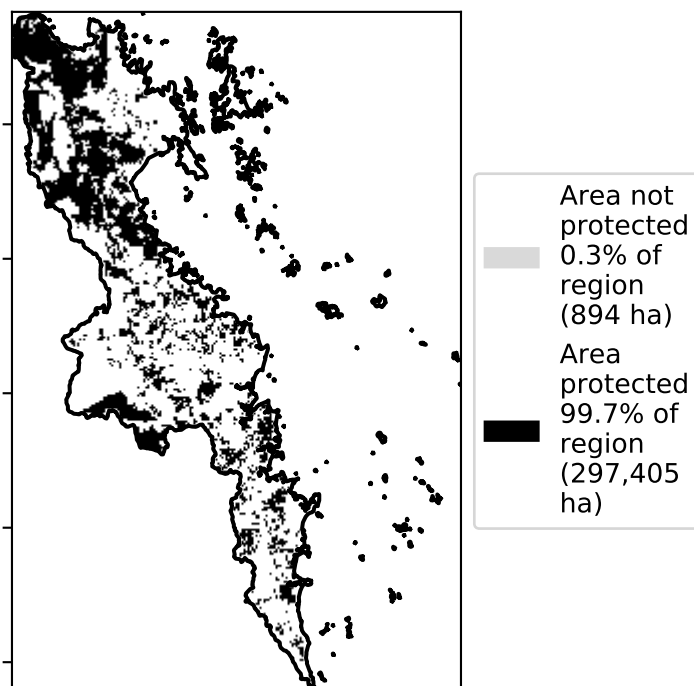 Area not
protected
0.3% of
region
(894 ha)
Area
protected
99.7% of
region
(297,405
ha)